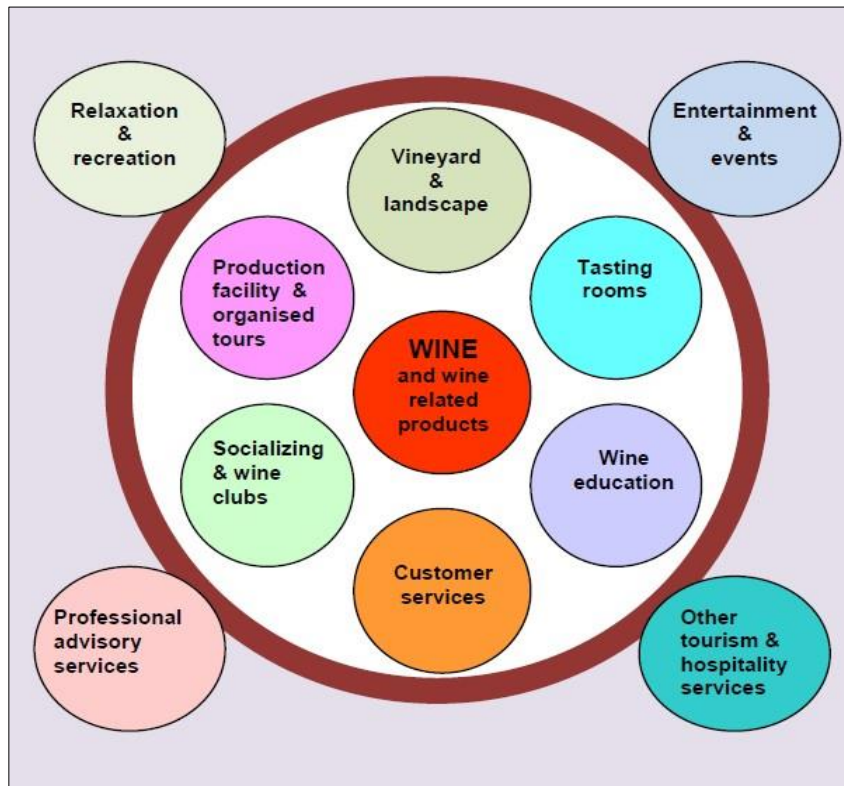 Relaxation
&
recreation
Entertainment
&
events
Vineyard
&
landscape
Production
facility & 
organised
tours
Tasting
rooms
WINE
and wine
related
products
Socializing
& wine
clubs
Wine
education
Customer
services
Professional
advisory
services
Other
tourism &
hospitality
services